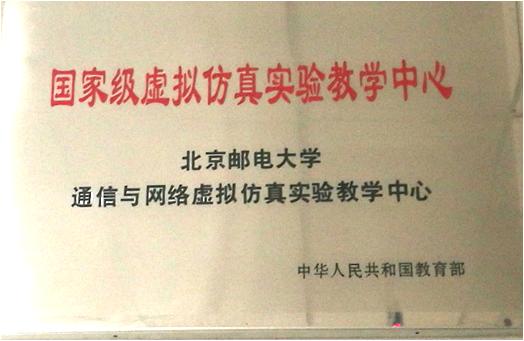 国家级虚拟仿真实验教学中心
北京邮电大学
通信与网络虚拟仿真实验教学中心
中华人民共和国教育部